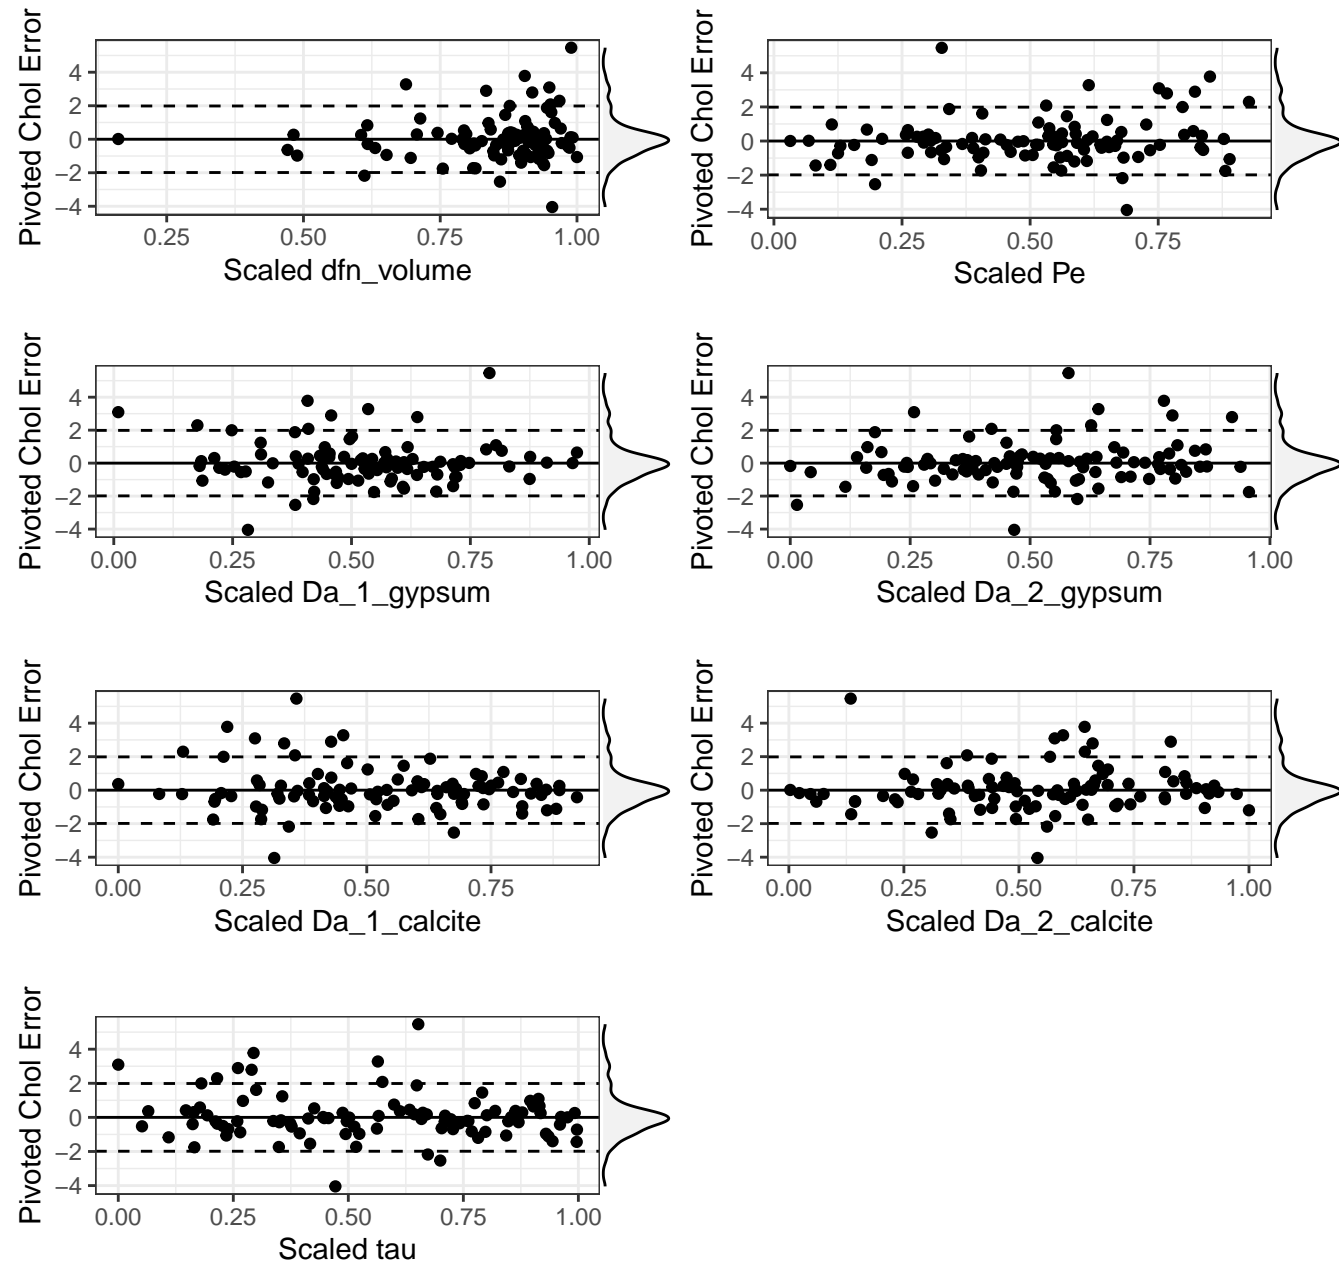 Pivoted Chol Error
4
2
0
−2
−4
0.25 0.50 0.75 1.00
Scaled dfn_volume
Pivoted Chol Error
4
2
0
−2
−4
0.00 0.25 0.50 0.75
Scaled Pe
Pivoted Chol Error
4
2
0
−2
−4
0.00 0.25 0.50 0.75 1.00
Scaled Da_1_gypsum
Pivoted Chol Error
4
2
0
−2
−4
0.00 0.25 0.50 0.75 1.00
Scaled Da_2_gypsum
Pivoted Chol Error
4
2
0
−2
−4
0.00 0.25 0.50 0.75
Scaled Da_1_calcite
Pivoted Chol Error
4
2
0
−2
−4
0.00 0.25 0.50 0.75 1.00
Scaled Da_2_calcite
Pivoted Chol Error
4
2
0
−2
−4
0.00 0.25 0.50 0.75 1.00
Scaled tau